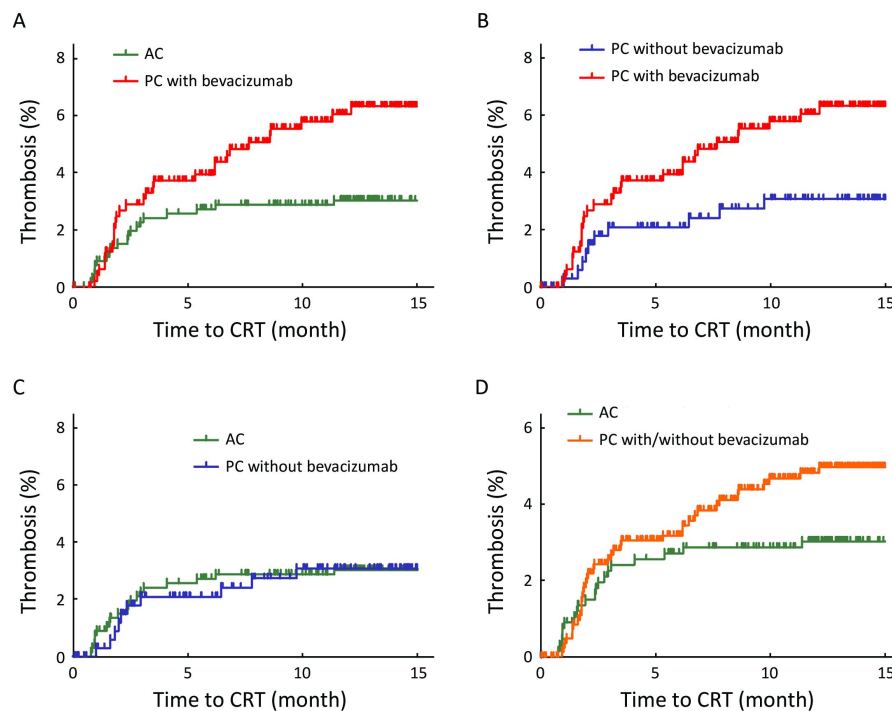 A
AC
PC with bevacizumab
8
6
4
2
0
Thrombosis (%)
0 5 10 15
Time to CRT (month)
B
PC without bevacizumab
PC with bevacizumab
8
6
4
2
0
Thrombosis (%)
0 5 10 15
Time to CRT (month)
C
AC
PC without bevacizumab
8
6
4
2
0
Thrombosis (%)
0 5 10 15
Time to CRT (month)
D
AC
PC with/without bevacizumab
6
4
2
0
Thrombosis (%)
0 5 10 15
Time to CRT (month)